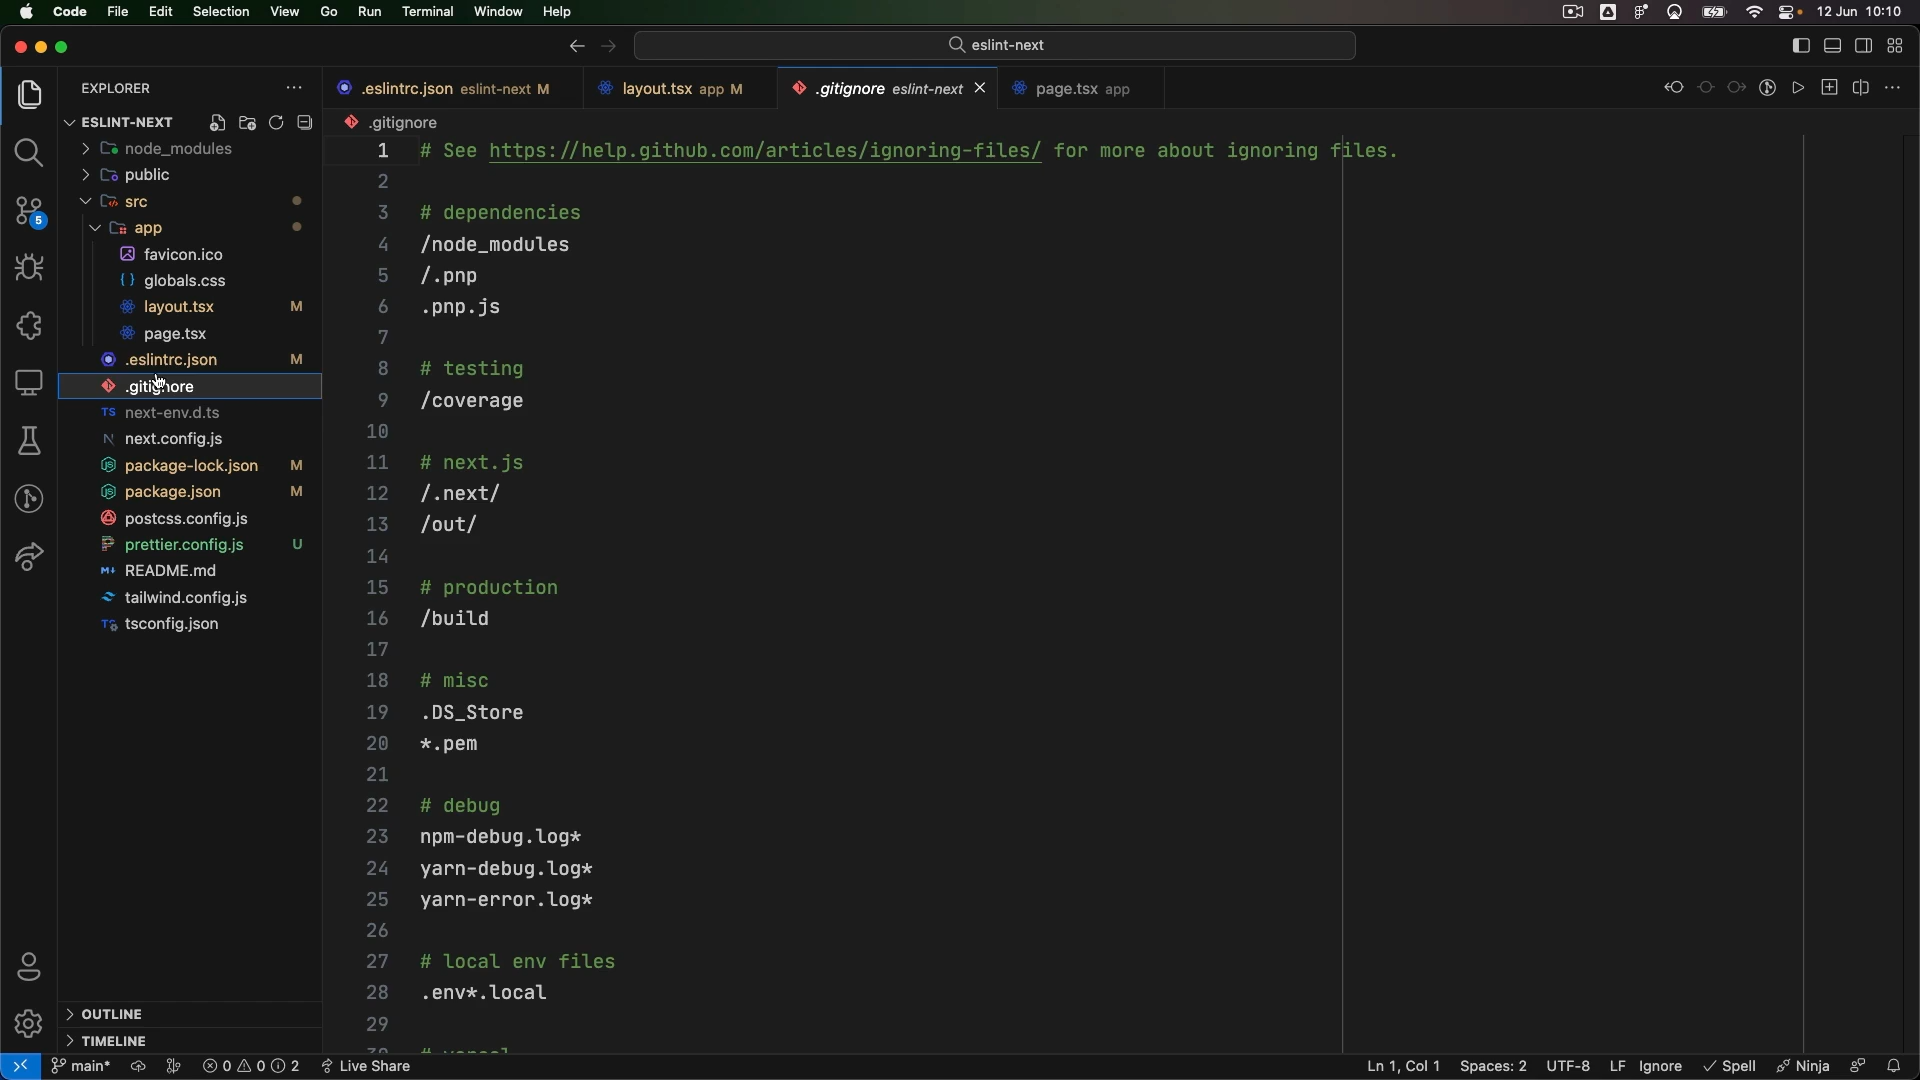 Code File Edit Selection View Go Run Terminal Window Help 12 Jun 10:10
eslint-next
EXPLORER
ESLINT-NEXT
node_modules
public
src
app
favicon.ico
globals.css
layout.tsx M
page.tsx
.eslintrc.json M
.gitignore
TS next-env.d.ts
N next.config.js
JS package-lock.json M
JS package.json M
postcss.config.js
prettier.config.js U
M↓ README.md
tailwind.config.js
TS tsconfig.json
OUTLINE
TIMELINE
5
.eslintrc.json eslint-next M layout.tsx app M .gitignore eslint-next page.tsx app
.gitignore
1 # See https://help.github.com/articles/ignoring-files/ for more about ignoring files.
2
3 # dependencies
4 /node_modules
5 /.pnp
6 .pnp.js
7
8 # testing
9 /coverage
10
11 # next.js
12 /.next/
13 /out/
14
15 # production
16 /build
17
18 # misc
19 .DS_Store
20 *.pem
21
22 # debug
23 npm-debug.log*
24 yarn-debug.log*
25 yarn-error.log*
26
27 # local env files
28 .env*.local
29
main* 0 0 2 Live Share Ln 1, Col 1 Spaces: 2 UTF-8 LF Ignore Spell Ninja